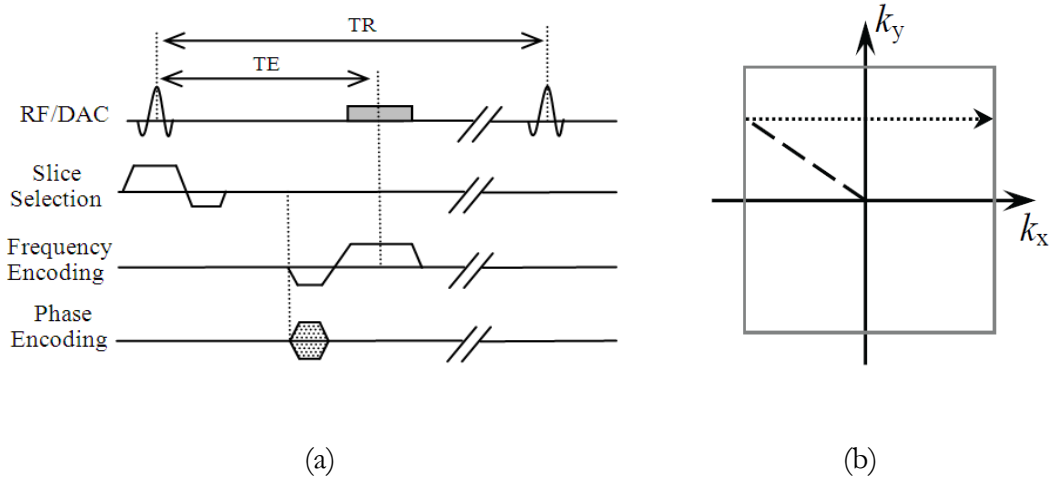 TR
TE
RF/DAC
Slice
Selection
Frequency
Encoding
Phase
Encoding
(a)
ky
kx
(b)